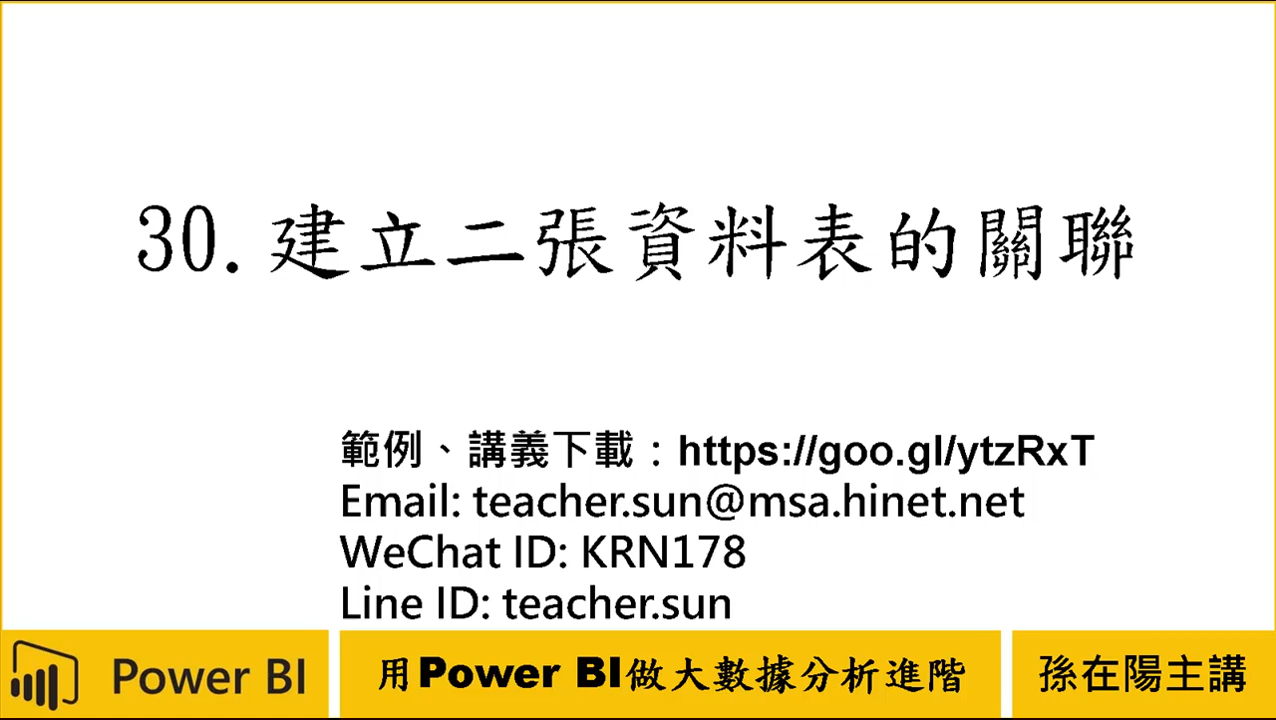 30.建立二張資料表的關聯
範例、講義下載：https://goo.gl/ytzRxT
Email: teacher.sun@msa.hinet.net
WeChat ID: KRN178
Line ID: teacher.sun
Power BI
用Power BI做大數據分析進階
孫在陽主講